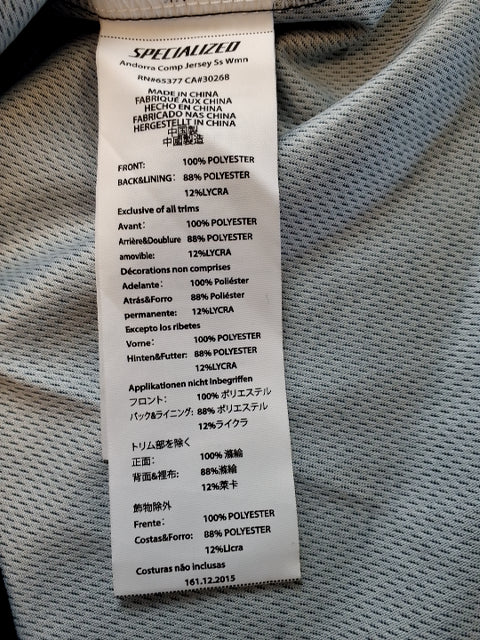 SPECIALIZED
Andorra Comp Jersey Ss Wmn
RN#65377 CA#30268
MADE IN CHINA
FABRIQUÉ AUX CHINA
HECHO EN CHINA
FABRICADO NAS CHINA
HERGESTELLT IN CHINA
中国製
中國製造
FRONT: 100% POLYESTER
BACK&LINING: 88% POLYESTER
12%LYCRA
Exclusive of all trims
Avant: 100% POLYESTER
Arrière&Doublure 88% POLYESTER
amovible: 12%LYCRA
Décorations non comprises
Adelante: 100% Poliéster
Atrás&Forro 88% Poliéster
permanente: 12%LYCRA
Excepto los ribetes
Vorne: 100% POLYESTER
Hinten&Futter: 88% POLYESTER
12%LYCRA
Applikationen nicht Inbegriffen
フロント: 100% ポリエステル
バック&ライニング: 88% ポリエステル
12%ライクラ
トリム部を除く
正面: 100% 滌綸
背面&裡布: 88%滌綸
12%萊卡
飾物除外
Frente: 100% POLYESTER
Costas&Forro: 88% POLYESTER
12%Licra
Costuras não inclusas
161.12.2015